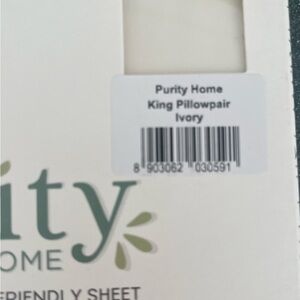 Purity Home
King Pillowpair
Ivory
8 903062 030591
ity
OME
FRIENDLY SHEET